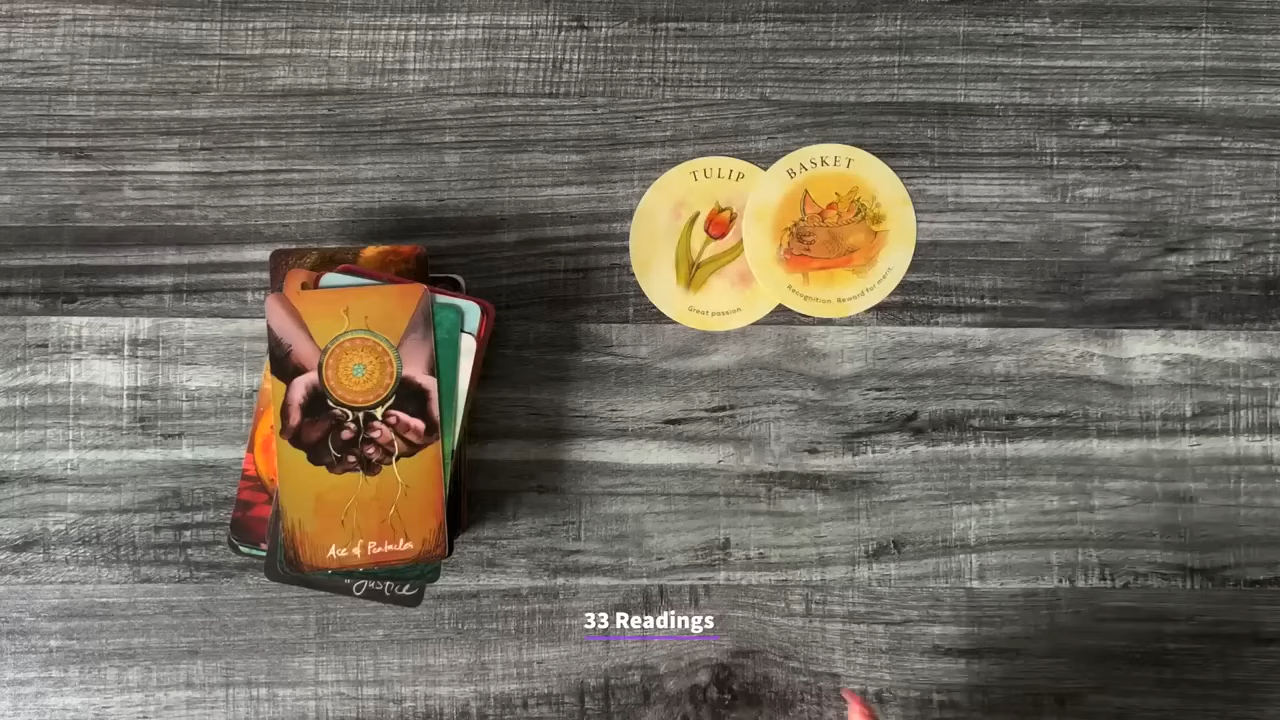 TULIP
Great passion.
BASKET
Recognition. Reward for merit.
Ace of Pentacles
"Justice
33 Readings